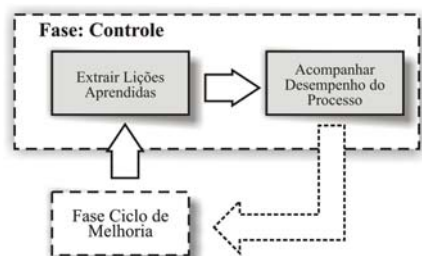 Fase: Controle
Extrair Lições
Aprendidas
Acompanhar
Desempenho do
Processo
Fase Ciclo de
Melhoria